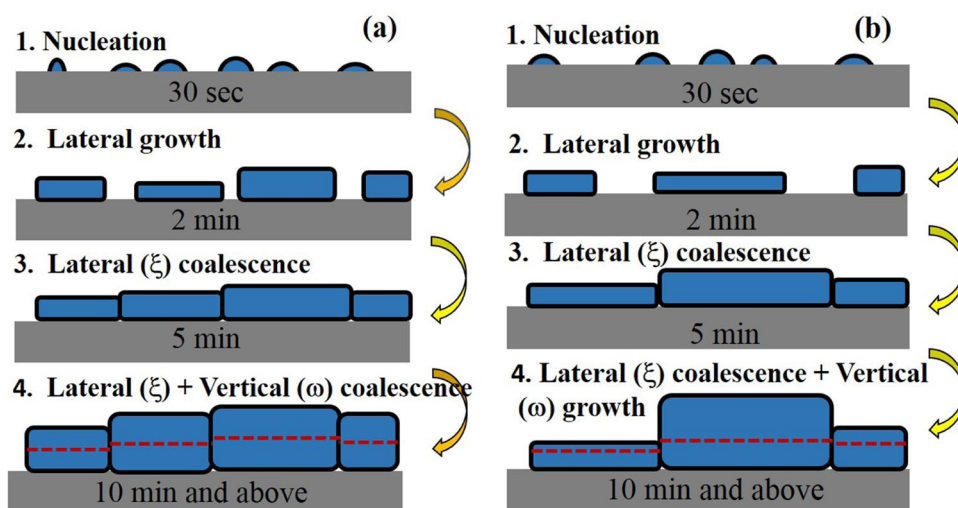 (a)
1. Nucleation
30 sec
2. Lateral growth
2 min
3. Lateral (ξ) coalescence
5 min
4. Lateral (ξ) + Vertical (ω) coalescence
10 min and above
(b)
1. Nucleation
30 sec
2. Lateral growth
2 min
3. Lateral (ξ) coalescence
5 min
4. Lateral (ξ) coalescence + Vertical
(ω) growth
10 min and above